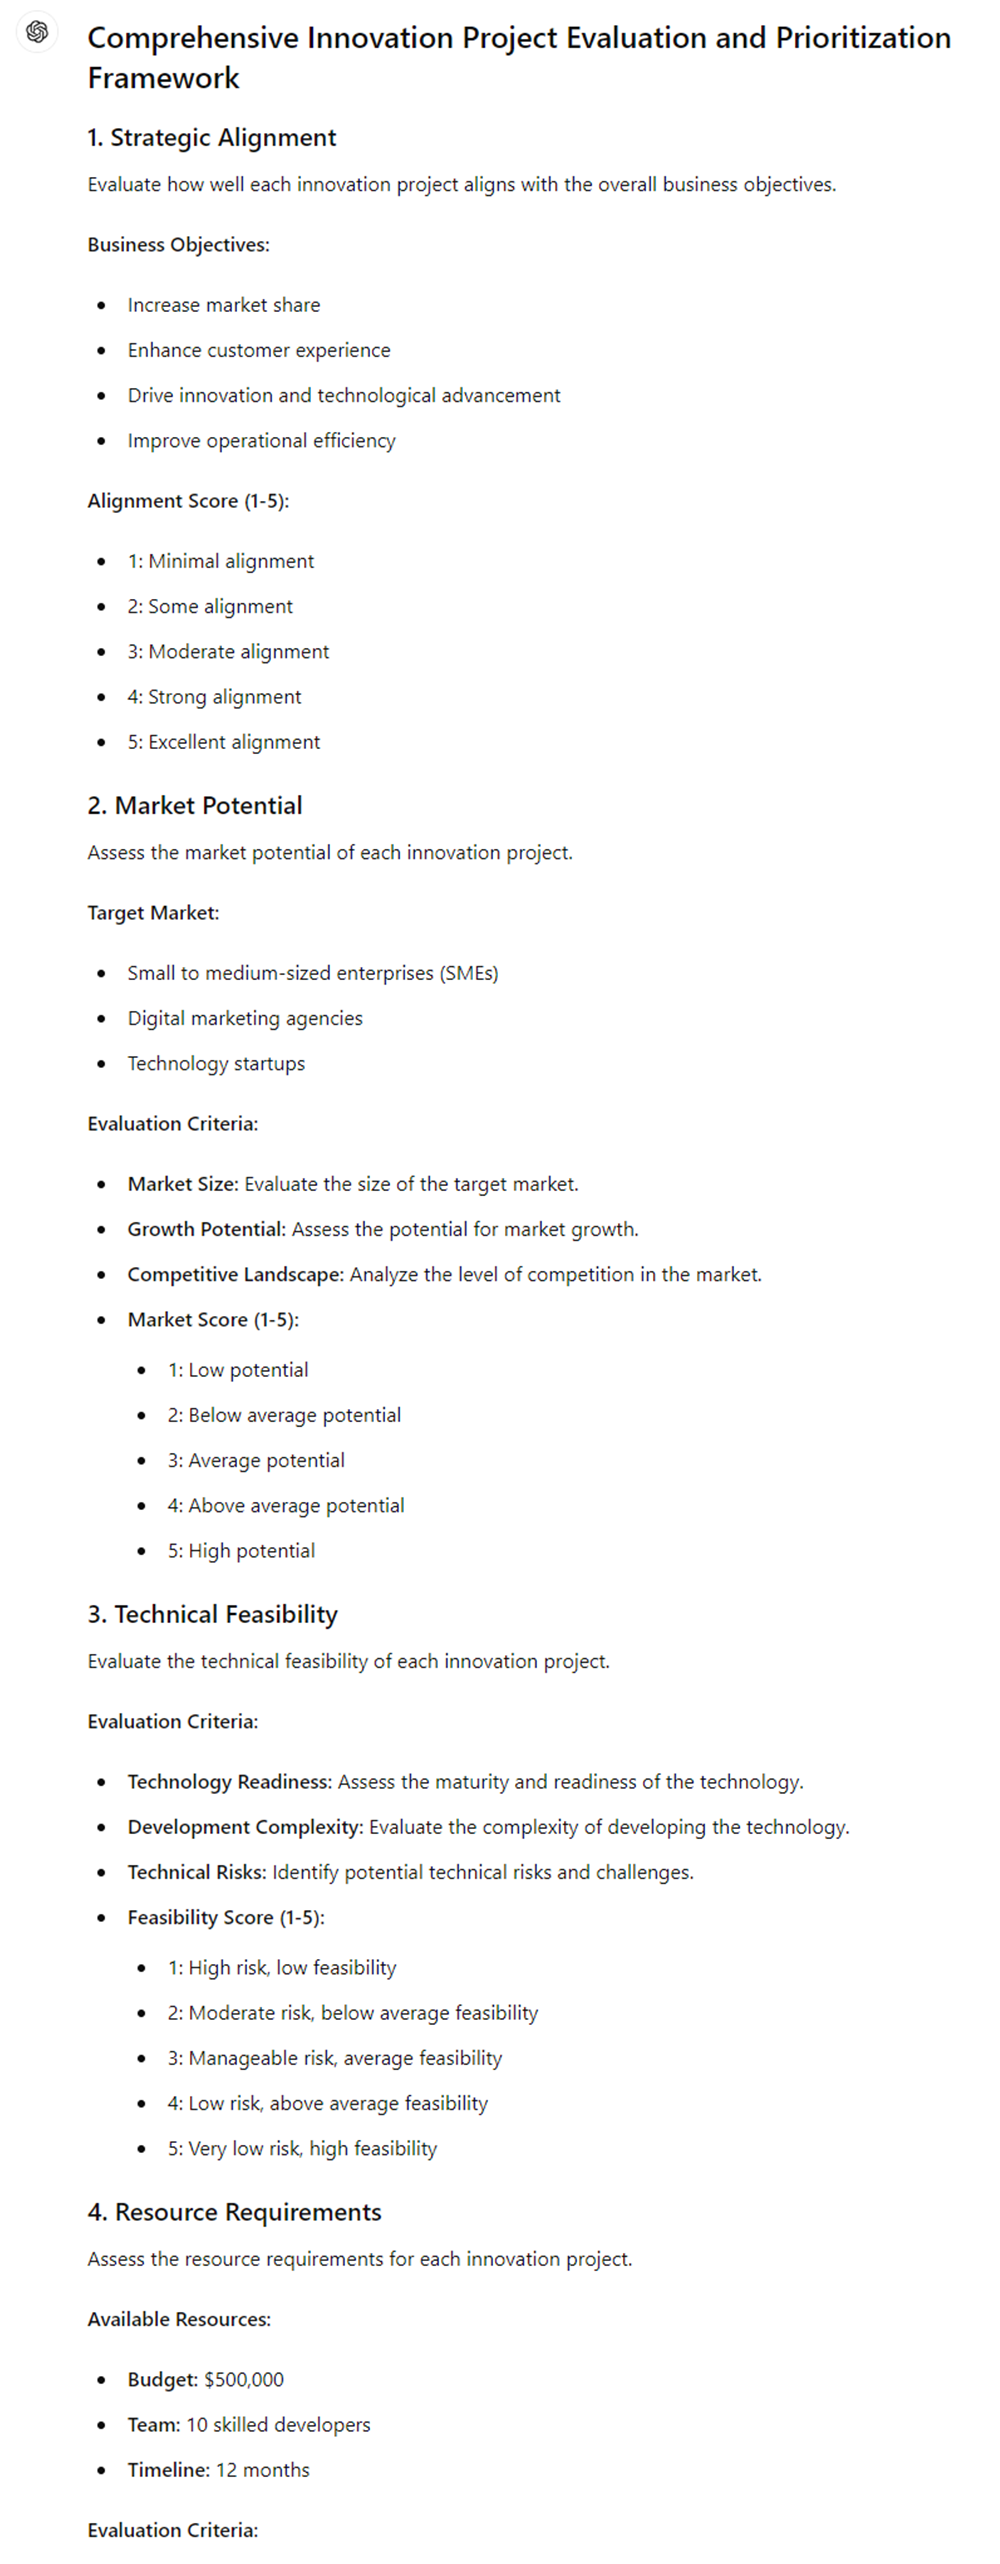 Comprehensive Innovation Project Evaluation and Prioritization
Framework
1. Strategic Alignment
Evaluate how well each innovation project aligns with the overall business objectives.
Business Objectives:
• Increase market share
• Enhance customer experience
• Drive innovation and technological advancement
• Improve operational efficiency
Alignment Score (1-5):
• 1: Minimal alignment
• 2: Some alignment
• 3: Moderate alignment
• 4: Strong alignment
• 5: Excellent alignment
2. Market Potential
Assess the market potential of each innovation project.
Target Market:
• Small to medium-sized enterprises (SMEs)
• Digital marketing agencies
• Technology startups
Evaluation Criteria:
• Market Size: Evaluate the size of the target market.
• Growth Potential: Assess the potential for market growth.
• Competitive Landscape: Analyze the level of competition in the market.
• Market Score (1-5):
• 1: Low potential
• 2: Below average potential
• 3: Average potential
• 4: Above average potential
• 5: High potential
3. Technical Feasibility
Evaluate the technical feasibility of each innovation project.
Evaluation Criteria:
• Technology Readiness: Assess the maturity and readiness of the technology.
• Development Complexity: Evaluate the complexity of developing the technology.
• Technical Risks: Identify potential technical risks and challenges.
• Feasibility Score (1-5):
• 1: High risk, low feasibility
• 2: Moderate risk, below average feasibility
• 3: Manageable risk, average feasibility
• 4: Low risk, above average feasibility
• 5: Very low risk, high feasibility
4. Resource Requirements
Assess the resource requirements for each innovation project.
Available Resources:
• Budget: $500,000
• Team: 10 skilled developers
• Timeline: 12 months
Evaluation Criteria: